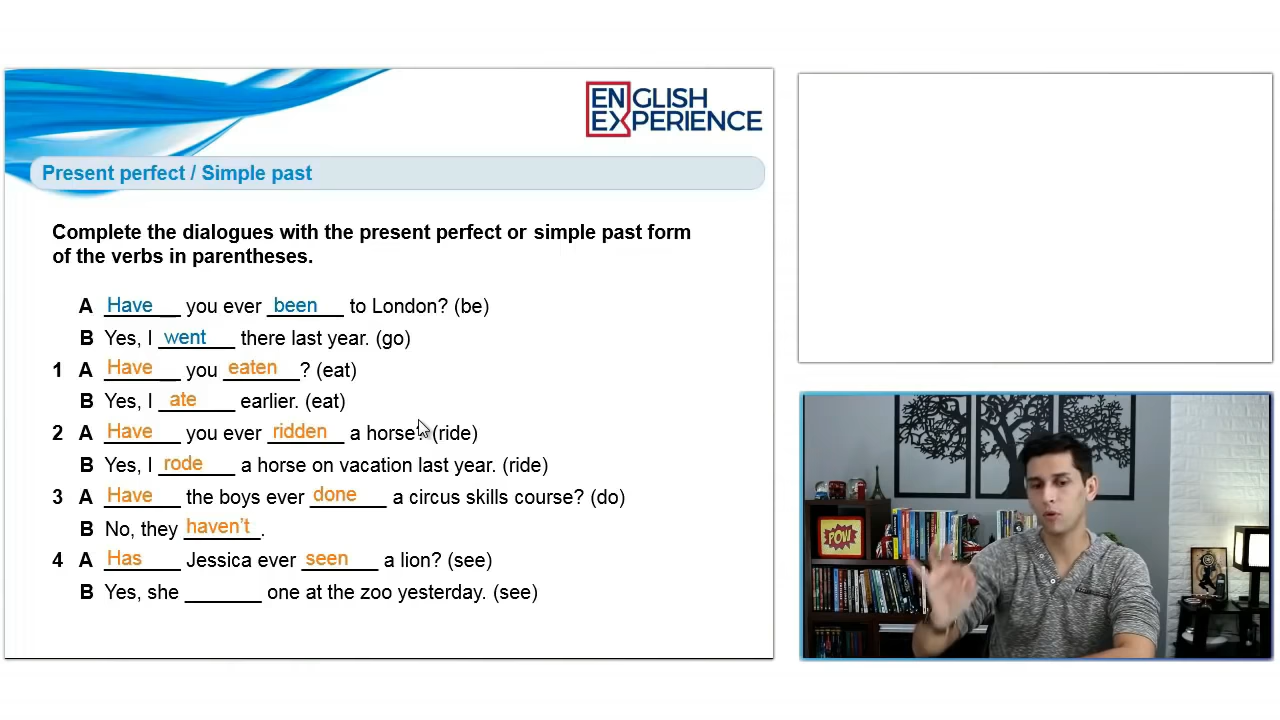 ENGLISH
EXPERIENCE
Present perfect / Simple past
Complete the dialogues with the present perfect or simple past form
of the verbs in parentheses.
A Have you ever been to London? (be)
B Yes, I went there last year. (go)
1 A Have you eaten ? (eat)
B Yes, I ate earlier. (eat)
2 A Have you ever ridden a horse? (ride)
B Yes, I rode a horse on vacation last year. (ride)
3 A Have the boys ever done a circus skills course? (do)
B No, they haven't.
4 A Has Jessica ever seen a lion? (see)
B Yes, she _______ one at the zoo yesterday. (see)
POW!